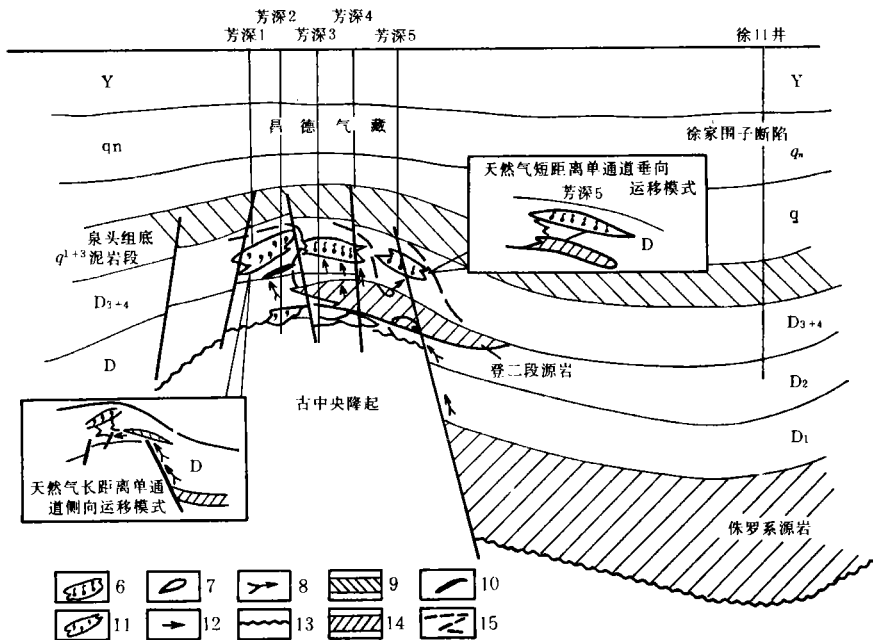 芳深2 芳深4
芳深1 芳深3 芳深5 徐11井
Y Y
昌德气藏
qn 徐家围子断陷
qn
天然气短距离单通道垂向
运移模式
芳深5
D
q
泉头组底
q1+3 泥岩段
D3+4 D3+4
D
登二段源岩
D2
古中央隆起
D1
D
天然气长距离单通
道侧向运移模式
侏罗系源岩
6 7 8 9 10
11 12 13 14 15